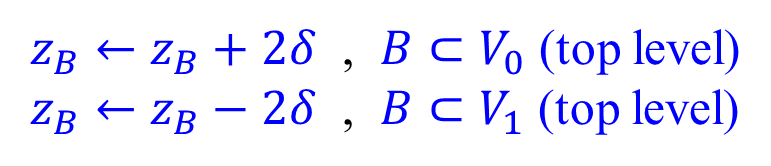 z_B ← z_B + 2δ , B ⊂ V_0 (top level)
z_B ← z_B − 2δ , B ⊂ V_1 (top level)